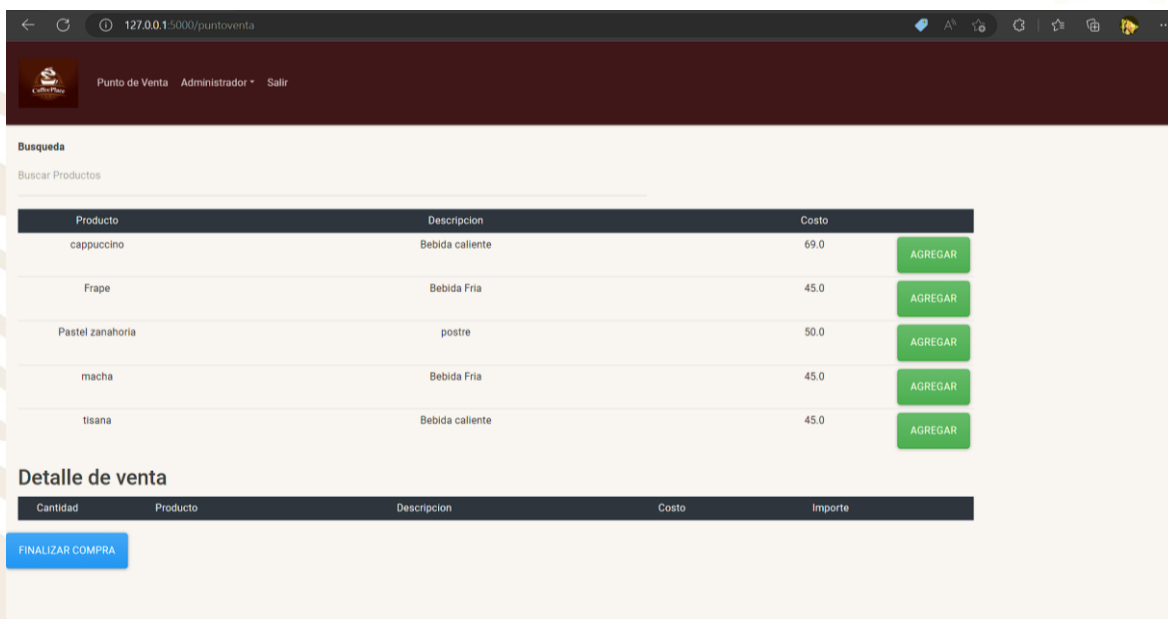 127.0.0.1:5000/puntoventa
Coffee Place
Punto de Venta Administrador Salir
Busqueda
Buscar Productos
Producto Descripcion Costo
cappuccino Bebida caliente 69.0 AGREGAR
Frape Bebida Fria 45.0 AGREGAR
Pastel zanahoria postre 50.0 AGREGAR
macha Bebida Fria 45.0 AGREGAR
tisana Bebida caliente 45.0 AGREGAR
Detalle de venta
Cantidad Producto Descripcion Costo Importe
FINALIZAR COMPRA